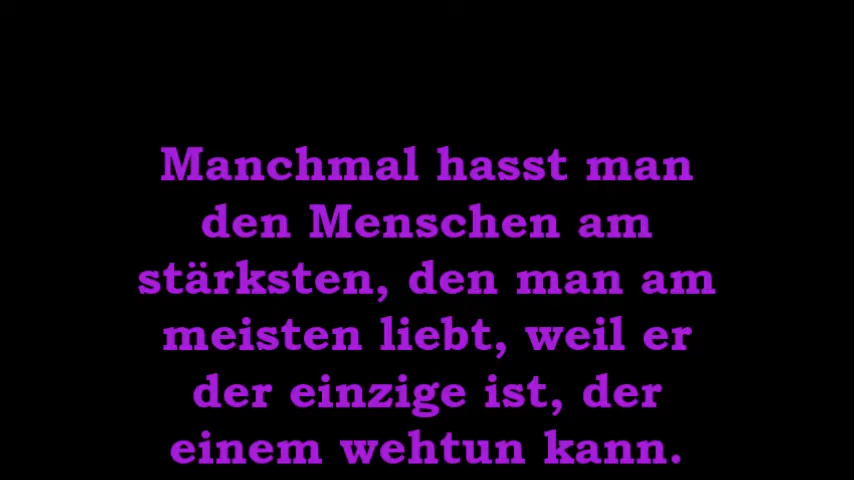 Manchmal hasst man
den Menschen am
stärksten, den man am
meisten liebt, weil er
der einzige ist, der
einem wehtun kann.